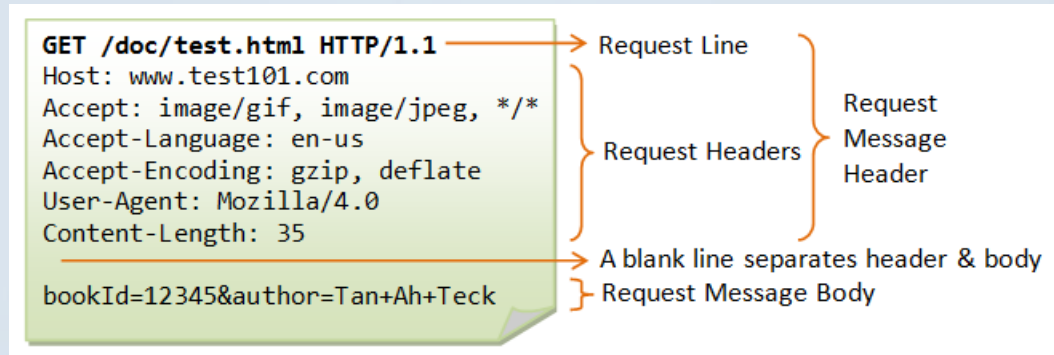 GET /doc/test.html HTTP/1.1
Host: www.test101.com
Accept: image/gif, image/jpeg, */*
Accept-Language: en-us
Accept-Encoding: gzip, deflate
User-Agent: Mozilla/4.0
Content-Length: 35
bookId=12345&author=Tan+Ah+Teck
Request Line
Request Headers
Request
Message
Header
A blank line separates header & body
Request Message Body